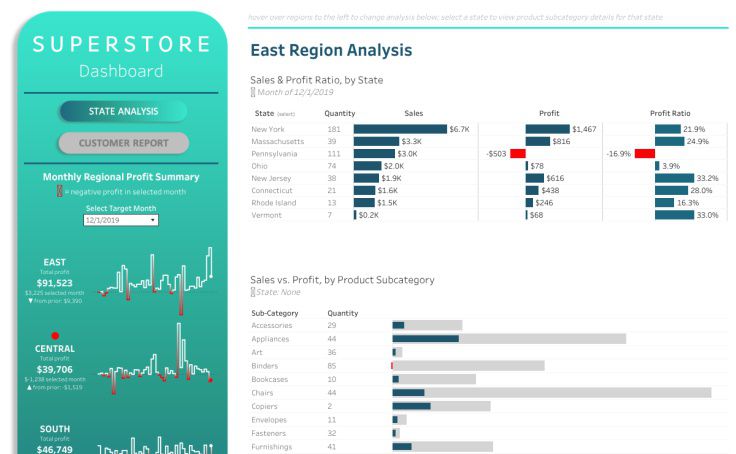 hover over regions to the left to change analysis below; select a state to view product subcategory details for that state
SUPERSTORE
Dashboard
STATE ANALYSIS
CUSTOMER REPORT
Monthly Regional Profit Summary
= negative profit in selected month
Select Target Month
12/1/2019
EAST
Total profit
$91,523
$3,225 selected month
▼ from prior: $9,390
CENTRAL
Total profit
$39,706
$-1,238 selected month
▲ from prior: -$1,519
SOUTH
Total profit
$46,749
East Region Analysis
Sales & Profit Ratio, by State
Month of 12/1/2019
State (select) Quantity Sales Profit Profit Ratio
New York 181 $6.7K $1,467 21.9%
Massachusetts 39 $3.3K $816 24.9%
Pennsylvania 111 $3.0K -$503 -16.9%
Ohio 74 $2.0K $78 3.9%
New Jersey 38 $1.9K $616 33.2%
Connecticut 21 $1.6K $438 28.0%
Rhode Island 13 $1.5K $246 16.3%
Vermont 7 $0.2K $68 33.0%
Sales vs. Profit, by Product Subcategory
State: None
Sub-Category Quantity
Accessories 29
Appliances 44
Art 36
Binders 85
Bookcases 10
Chairs 44
Copiers 2
Envelopes 11
Fasteners 32
Furnishings 41